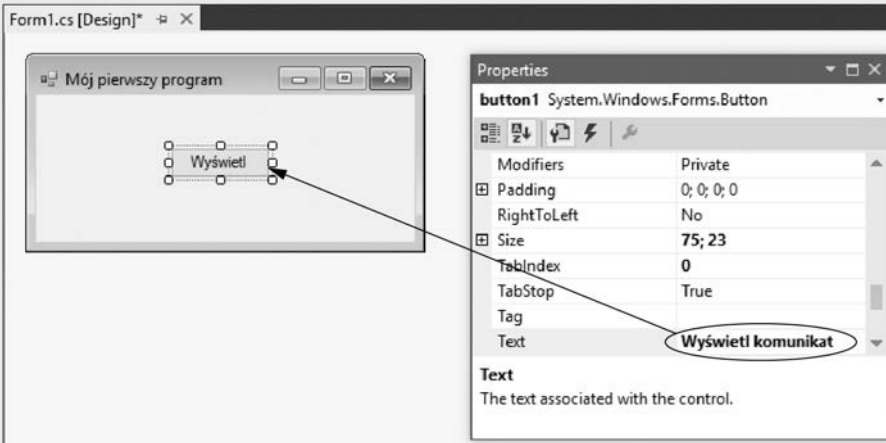 Form1.cs [Design]*
Mój pierwszy program
Wyświetl
Properties
button1 System.Windows.Forms.Button
Modifiers Private
Padding 0; 0; 0; 0
RightToLeft No
Size 75; 23
TabIndex 0
TabStop True
Tag
Text Wyświetl komunikat
Text
The text associated with the control.